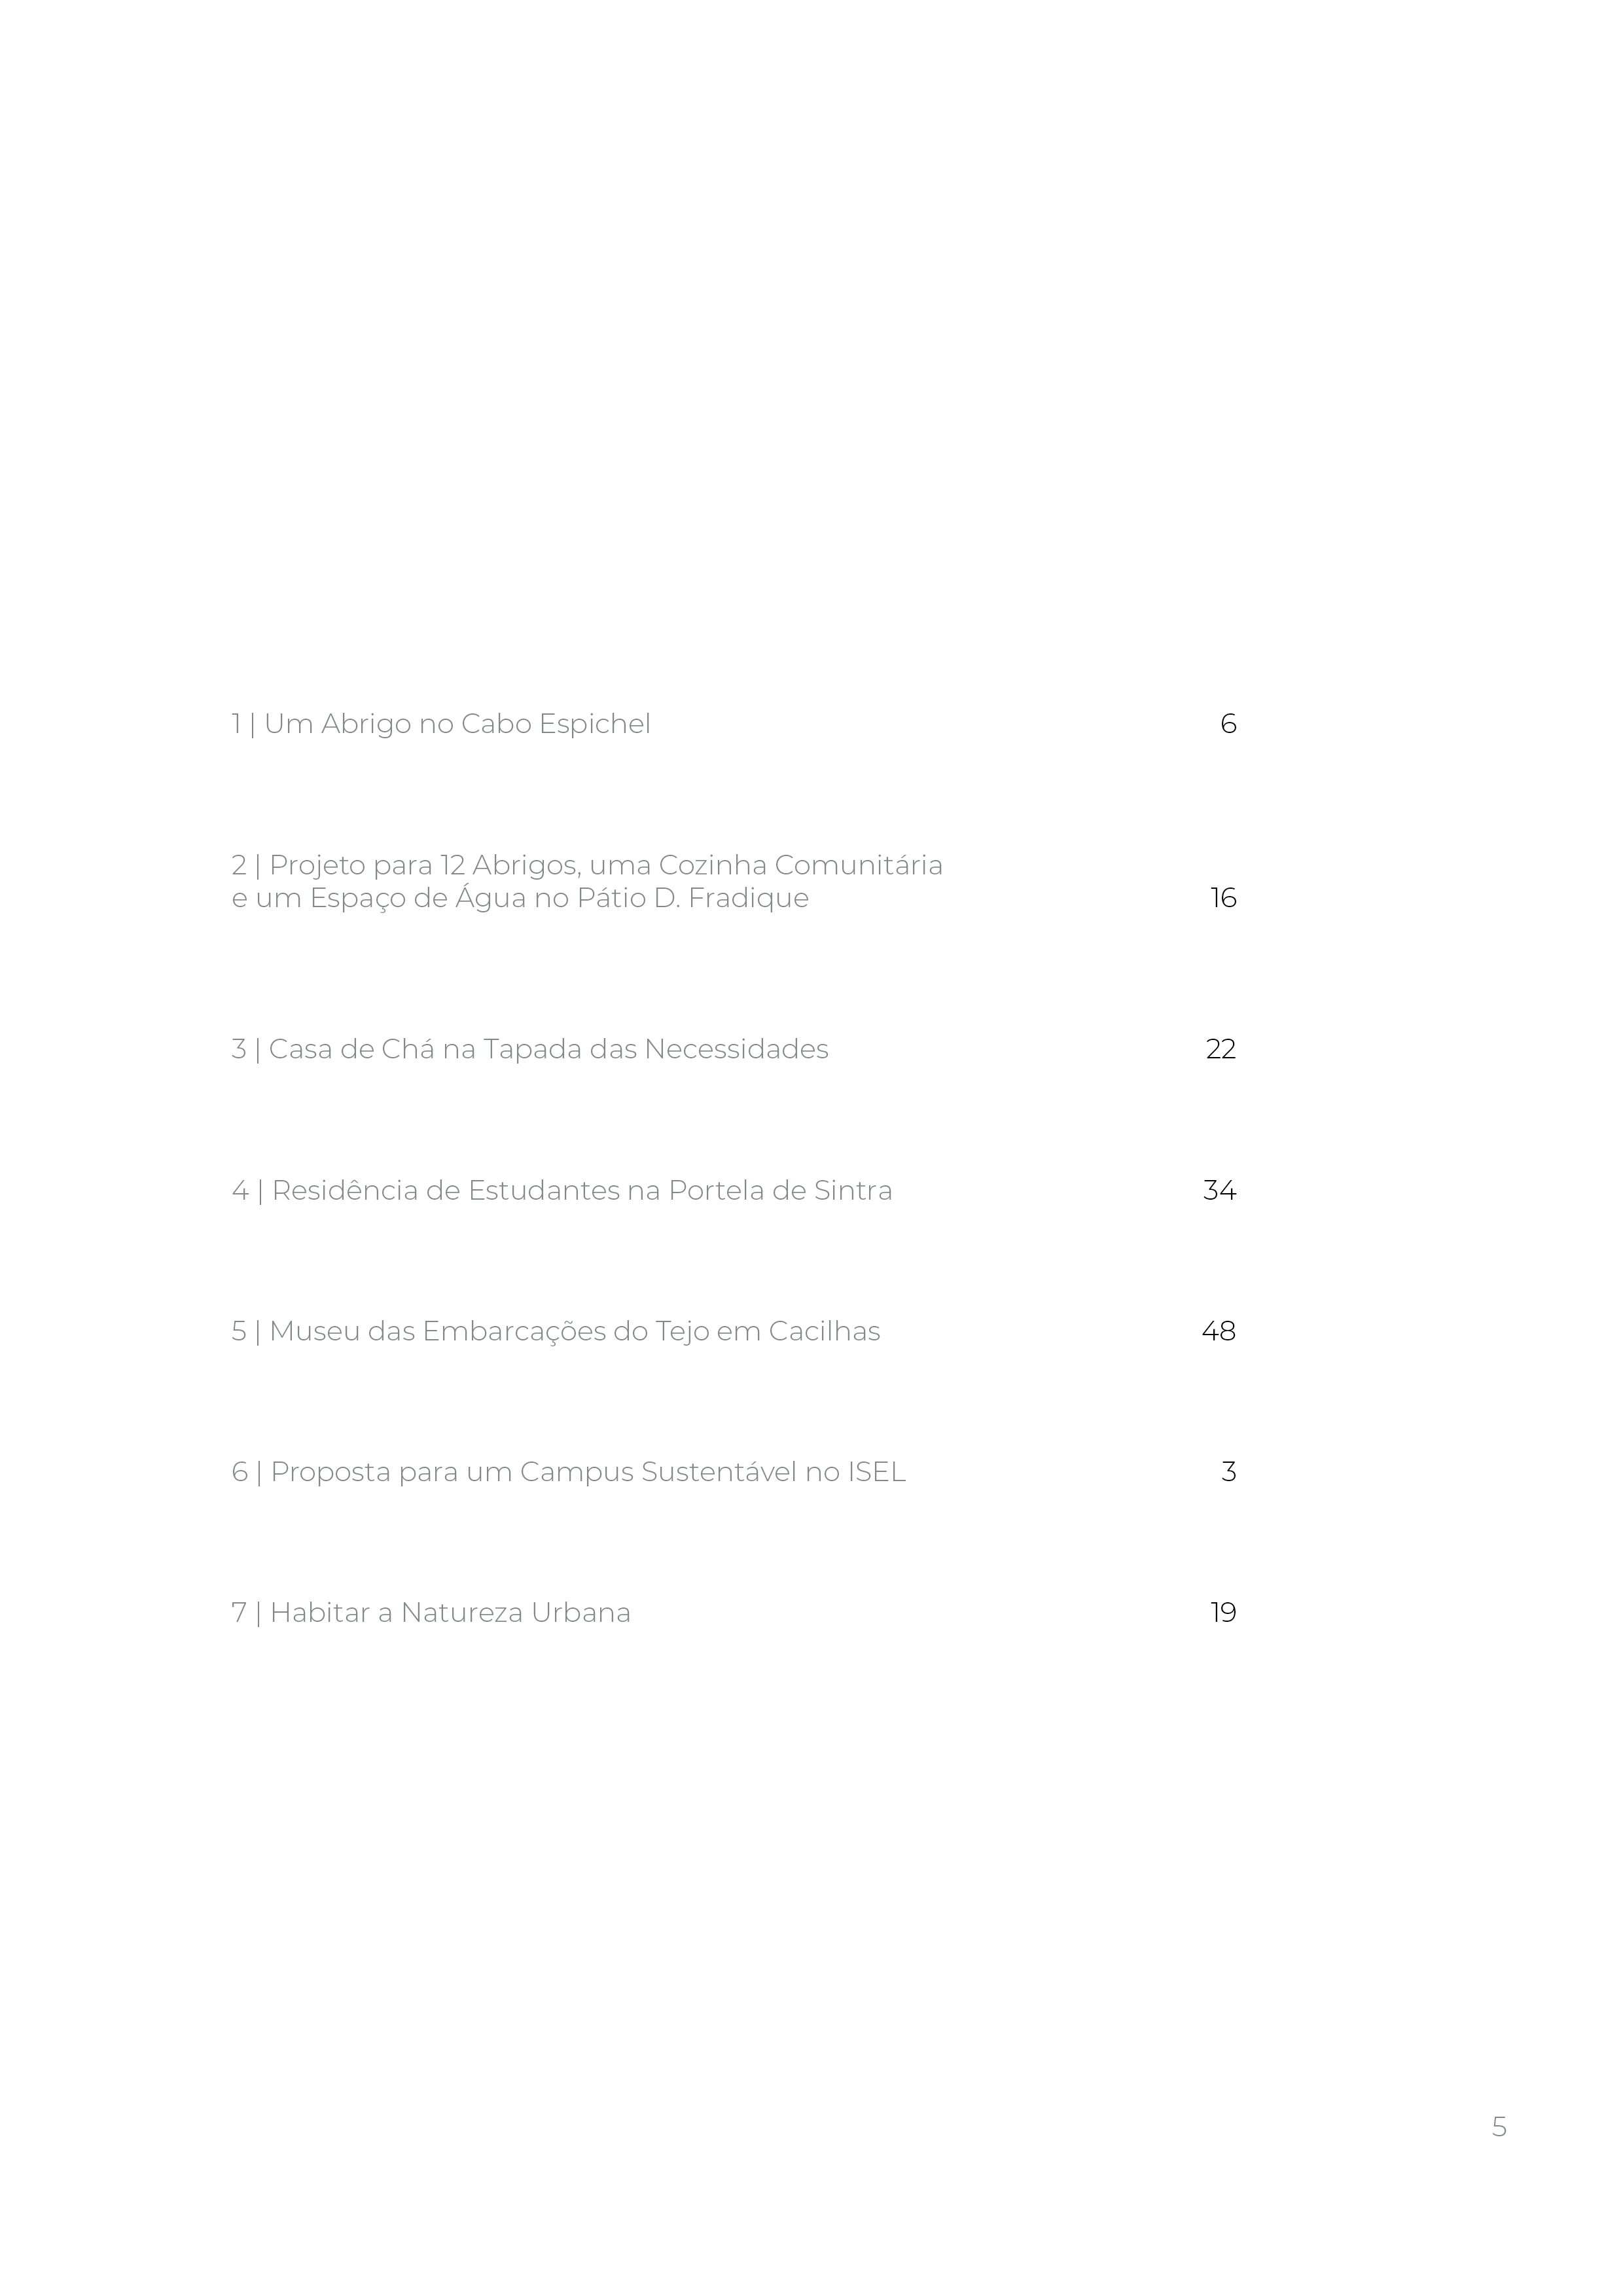 1 | Um Abrigo no Cabo Espichel 6
2 | Projeto para 12 Abrigos, uma Cozinha Comunitária
e um Espaço de Água no Pátio D. Fradique 16
3 | Casa de Chá na Tapada das Necessidades 22
4 | Residência de Estudantes na Portela de Sintra 34
5 | Museu das Embarcações do Tejo em Cacilhas 48
6 | Proposta para um Campus Sustentável no ISEL 3
7 | Habitar a Natureza Urbana 19
5